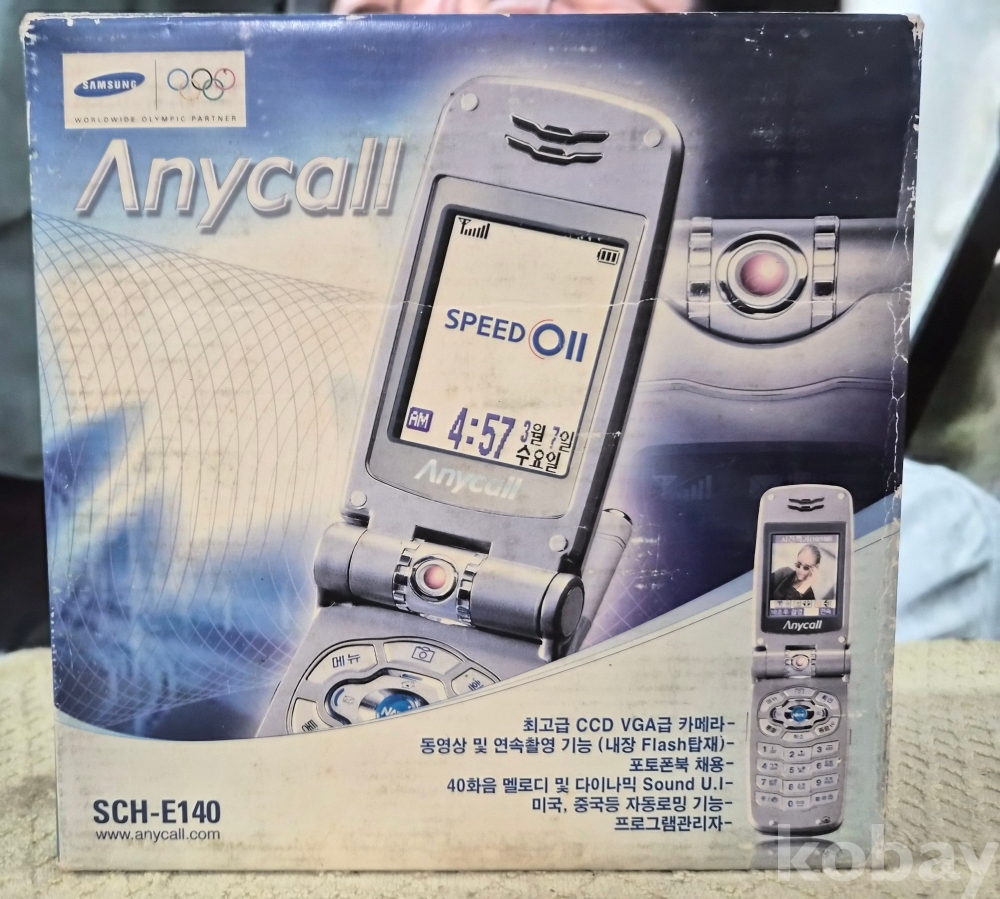 SAMSUNG
WORLDWIDE OLYMPIC PARTNER
Anycall
SPEED 011
AM 4:57 3월 7일
수요일
Anycall
메뉴
Anycall
최고급 CCD VGA급 카메라-
동영상 및 연속촬영 기능 (내장 Flash탑재)-
포토폰북 채용-
40화음 멜로디 및 다이나믹 Sound U.I-
미국, 중국등 자동로밍 기능-
프로그램관리자-
SCH-E140
www.anycall.com
kobay